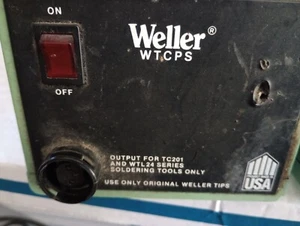 ON
Weller®
WTCPS
OFF
OUTPUT FOR TC201
AND WTL24 SERIES
SOLDERING TOOLS ONLY
USE ONLY ORIGINAL WELLER TIPS
USA